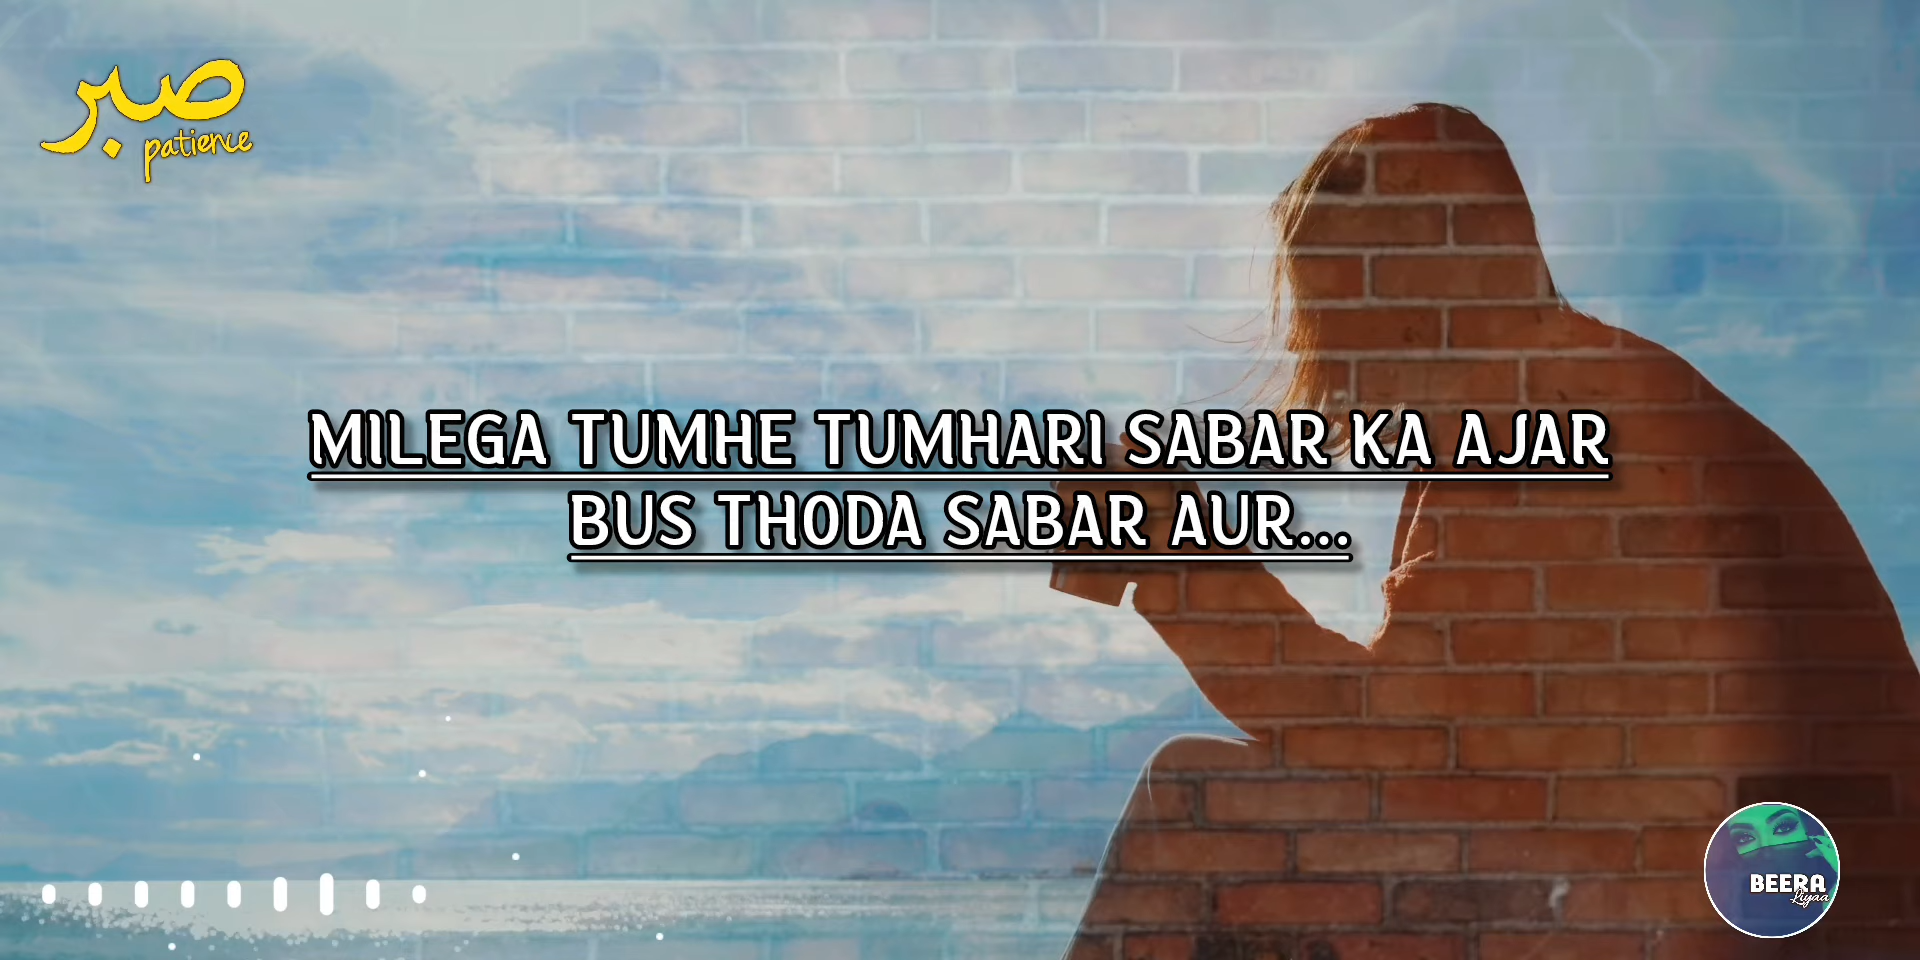 صبر
patience
MILEGA TUMHE TUMHARI SABAR KA AJAR
BUS THODA SABAR AUR...
BEERA
Liyaa